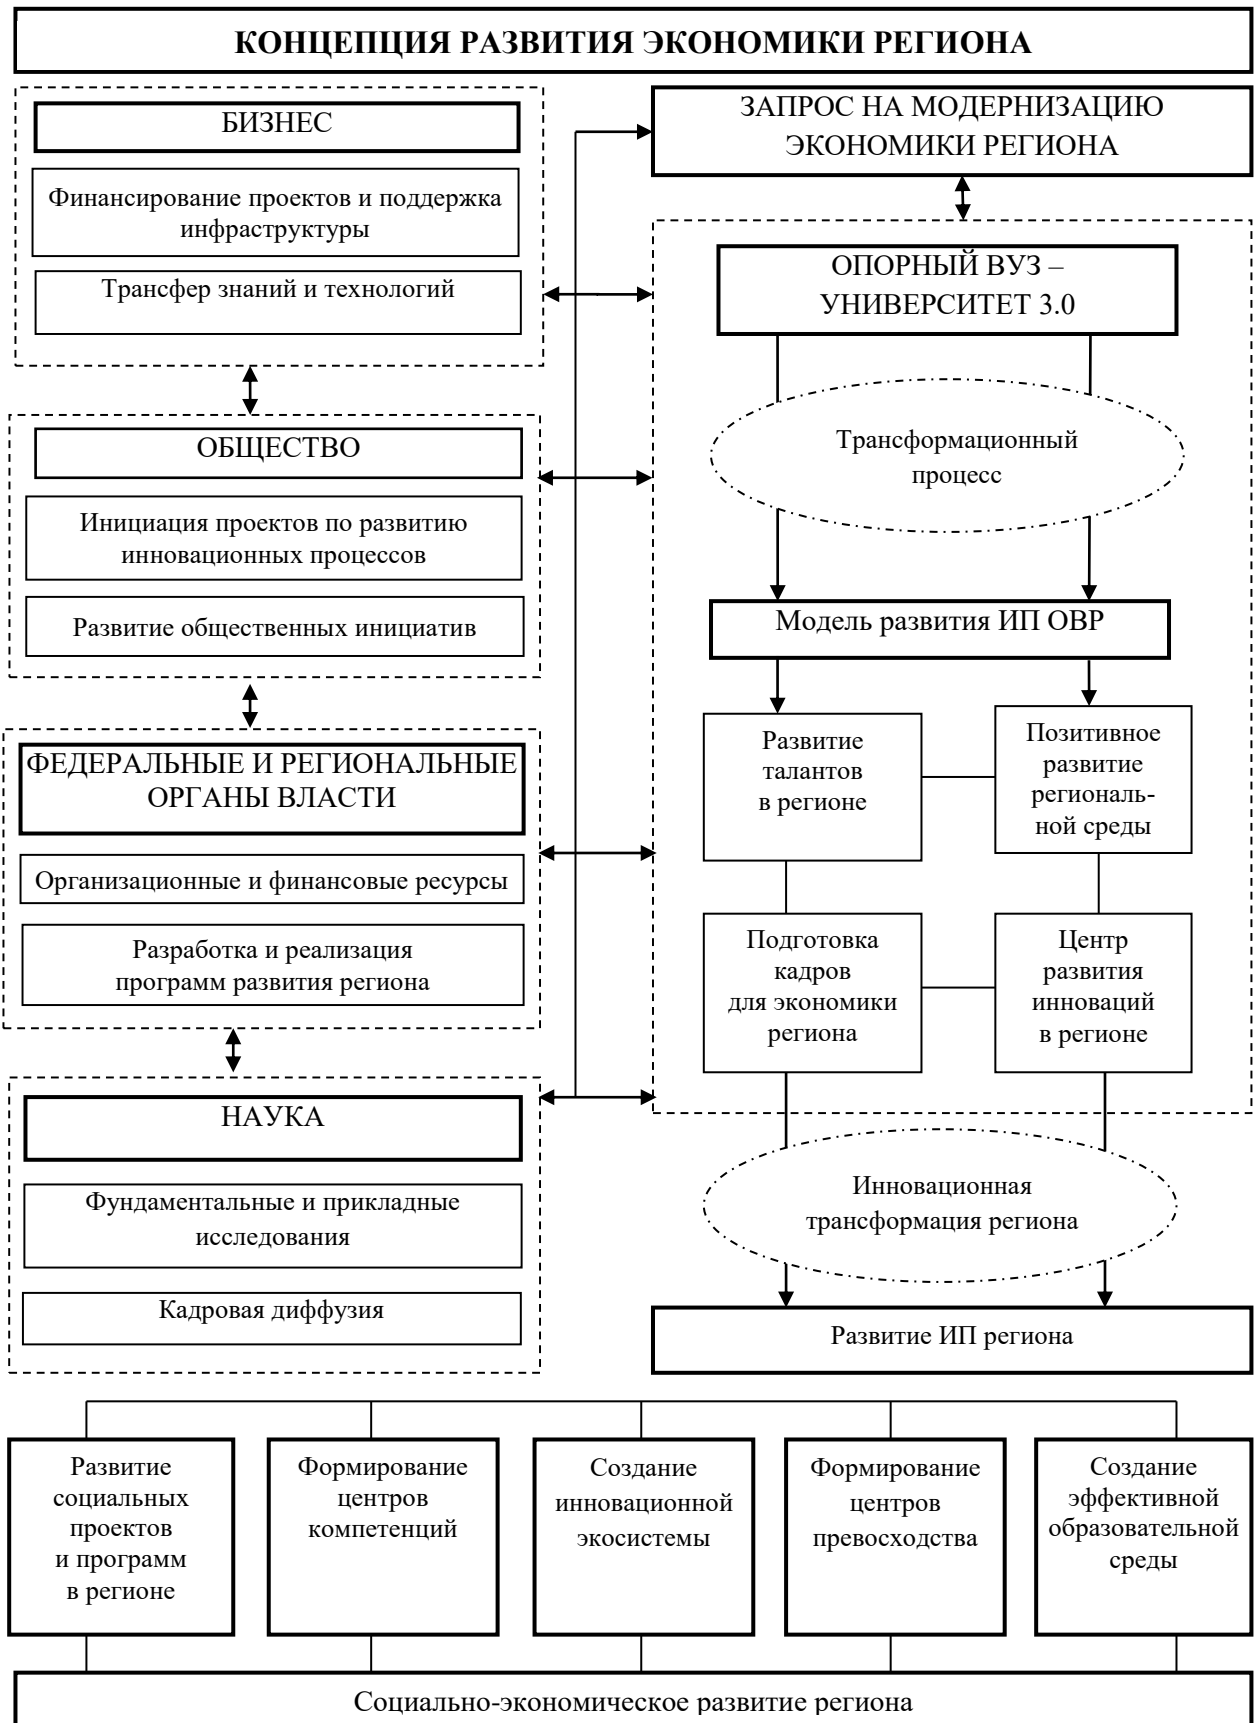 КОНЦЕПЦИЯ РАЗВИТИЯ ЭКОНОМИКИ РЕГИОНА
БИЗНЕС
Финансирование проектов и поддержка
инфраструктуры
Трансфер знаний и технологий
ОБЩЕСТВО
Инициация проектов по развитию
инновационных процессов
Развитие общественных инициатив
ФЕДЕРАЛЬНЫЕ И РЕГИОНАЛЬНЫЕ
ОРГАНЫ ВЛАСТИ
Организационные и финансовые ресурсы
Разработка и реализация
программ развития региона
НАУКА
Фундаментальные и прикладные
исследования
Кадровая диффузия
ЗАПРОС НА МОДЕРНИЗАЦИЮ
ЭКОНОМИКИ РЕГИОНА
ОПОРНЫЙ ВУЗ –
УНИВЕРСИТЕТ 3.0
Трансформационный
процесс
Модель развития ИП ОВР
Развитие
талантов
в регионе
Позитивное
развитие
региональ-
ной среды
Подготовка
кадров
для экономики
региона
Центр
развития
инноваций
в регионе
Инновационная
трансформация региона
Развитие ИП региона
Развитие
социальных
проектов
и программ
в регионе
Формирование
центров
компетенций
Создание
инновационной
экосистемы
Формирование
центров
превосходства
Создание
эффективной
образовательной
среды
Социально-экономическое развитие региона